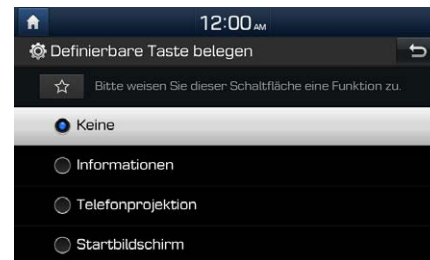 12:00 AM
Definierbare Taste belegen
Bitte weisen Sie dieser Schaltfläche eine Funktion zu.
Keine
Informationen
Telefonprojektion
Startbildschirm